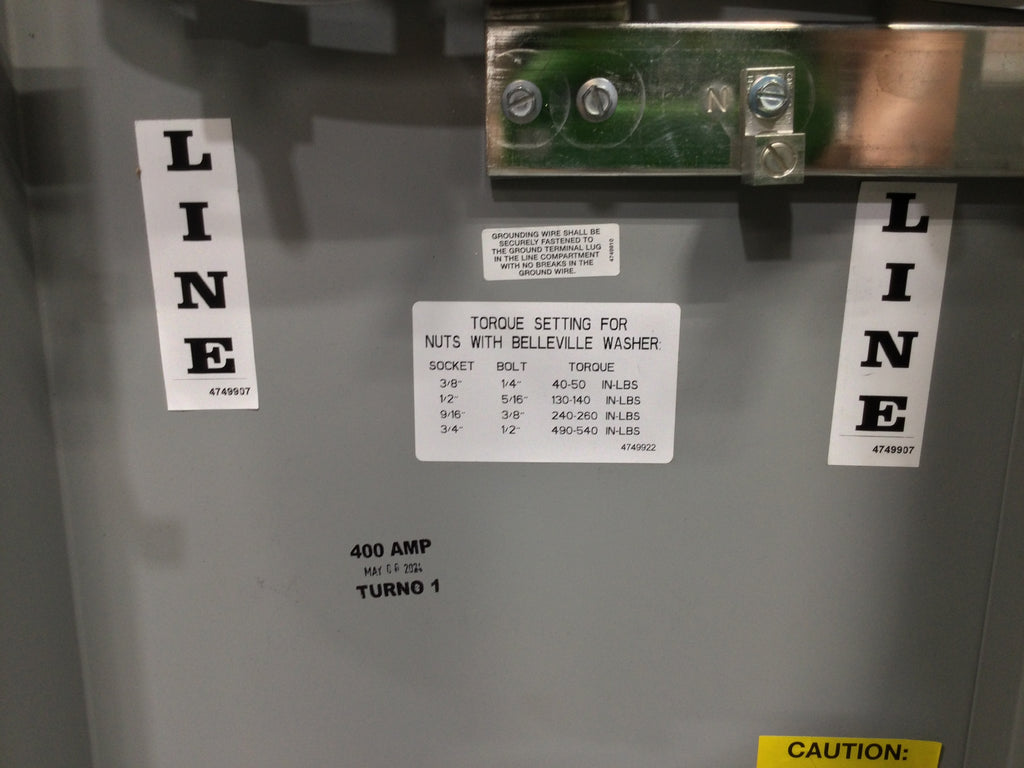 N
L
I
N
E
4749907
GROUNDING WIRE SHALL BE
SECURELY FASTENED TO
THE GROUND TERMINAL LUG
IN THE LINE COMPARTMENT
WITH NO BREAKS IN THE
GROUND WIRE.
4749910
TORQUE SETTING FOR
NUTS WITH BELLEVILLE WASHER:
SOCKET BOLT TORQUE
3/8" 1/4" 40-50 IN-LBS
1/2" 5/16" 130-140 IN-LBS
9/16" 3/8" 240-260 IN-LBS
3/4" 1/2" 490-540 IN-LBS
4749922
L
I
N
E
4749907
400 AMP
MAY 06
TURNO 1
CAUTION: